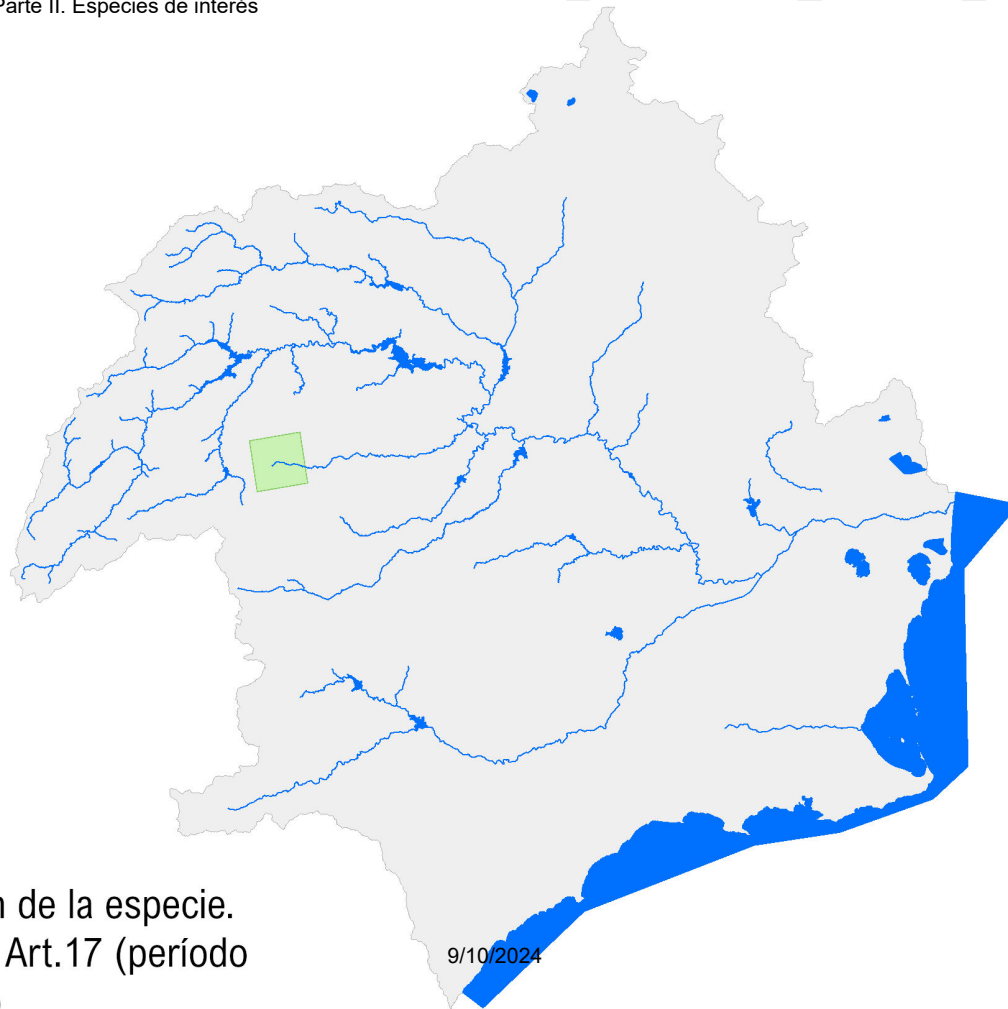 Parte II. Especies de interés
n de la especie.
Art.17 (período
9/10/2024
)